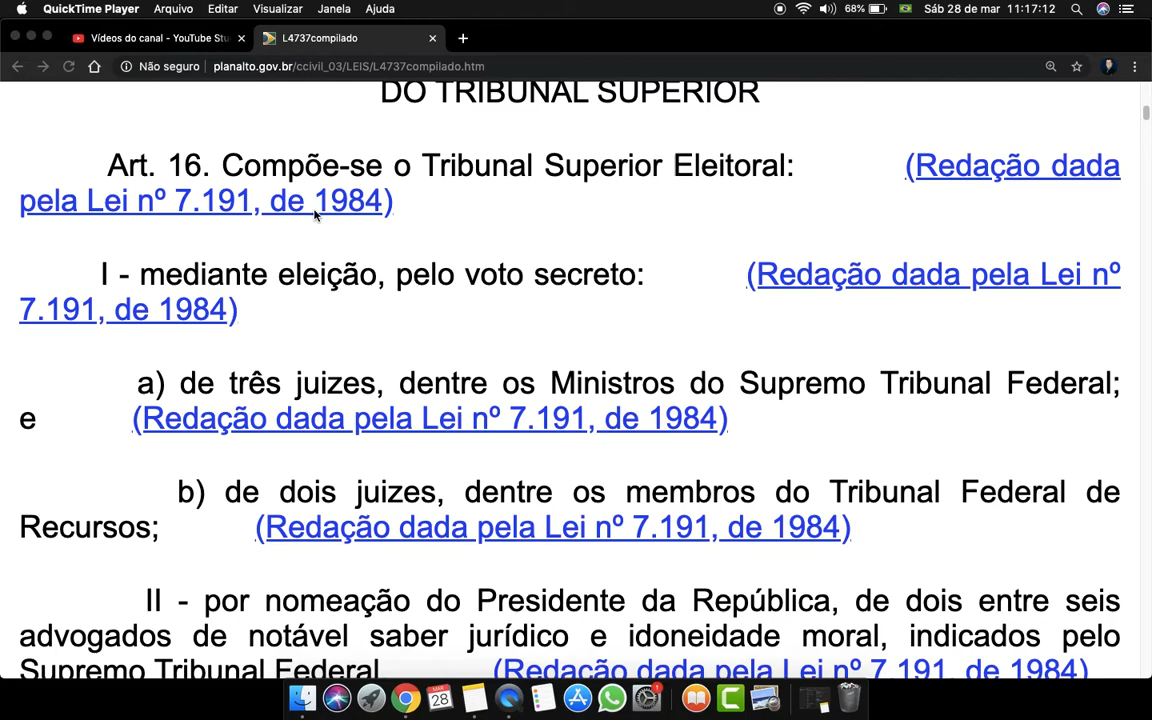 QuickTime Player Arquivo Editar Visualizar Janela Ajuda 68% Sáb 28 de mar 11:17:12
Vídeos do canal - YouTube Stu L4737compilado
Não seguro planalto.gov.br/ccivil_03/LEIS/L4737compilado.htm
DO TRIBUNAL SUPERIOR
Art. 16. Compõe-se o Tribunal Superior Eleitoral: (Redação dada
pela Lei nº 7.191, de 1984)
I - mediante eleição, pelo voto secreto: (Redação dada pela Lei nº
7.191, de 1984)
a) de três juizes, dentre os Ministros do Supremo Tribunal Federal;
e (Redação dada pela Lei nº 7.191, de 1984)
b) de dois juizes, dentre os membros do Tribunal Federal de
Recursos; (Redação dada pela Lei nº 7.191, de 1984)
II - por nomeação do Presidente da República, de dois entre seis
advogados de notável saber jurídico e idoneidade moral, indicados pelo
Supremo Tribunal Federal (Redação dada pela Lei nº 7.191, de 1984)
MAR
28
1